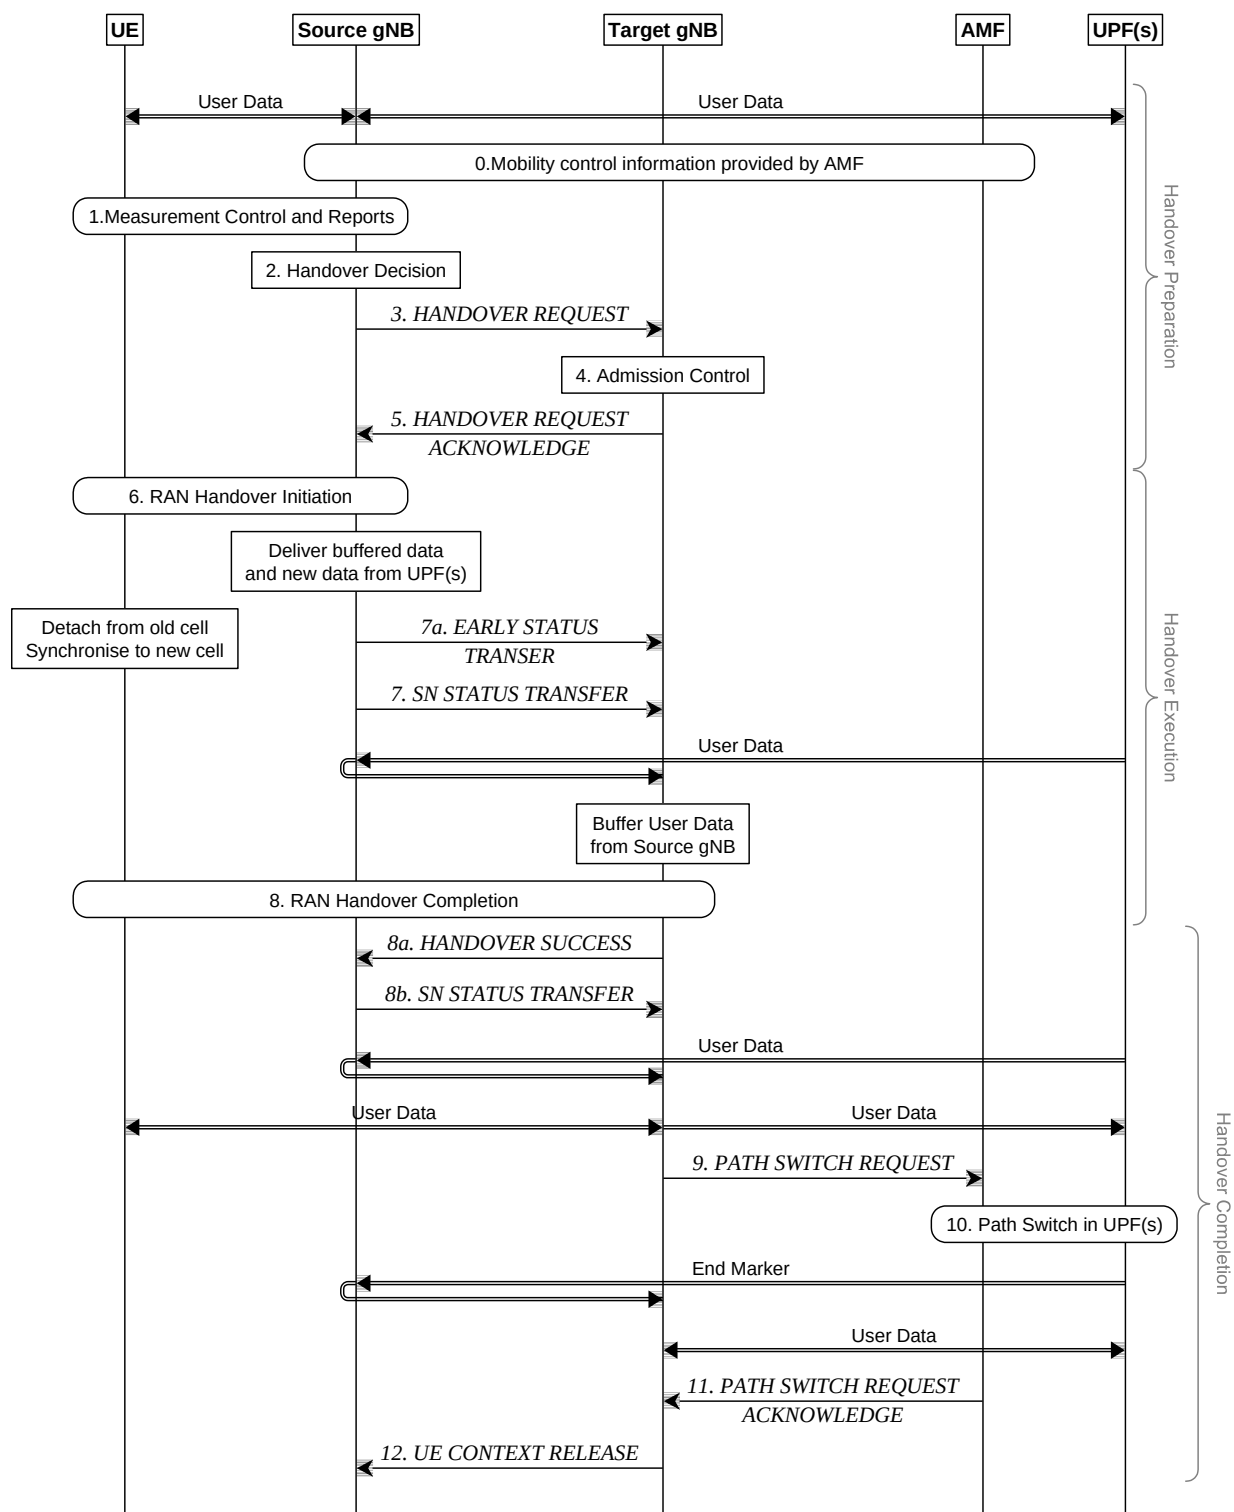 UE
Source gNB
Target gNB
AMF
UPF(s)
User Data
User Data
0.Mobility control information provided by AMF
1.Measurement Control and Reports
2. Handover Decision
3. HANDOVER REQUEST
4. Admission Control
5. HANDOVER REQUEST
ACKNOWLEDGE
Handover Preparation
6. RAN Handover Initiation
Deliver buffered data
and new data from UPF(s)
Detach from old cell
Synchronise to new cell
7a. EARLY STATUS
TRANSER
7. SN STATUS TRANSFER
User Data
Buffer User Data
from Source gNB
Handover Execution
8. RAN Handover Completion
8a. HANDOVER SUCCESS
8b. SN STATUS TRANSFER
User Data
User Data
User Data
9. PATH SWITCH REQUEST
10. Path Switch in UPF(s)
End Marker
User Data
11. PATH SWITCH REQUEST
ACKNOWLEDGE
12. UE CONTEXT RELEASE
Handover Completion